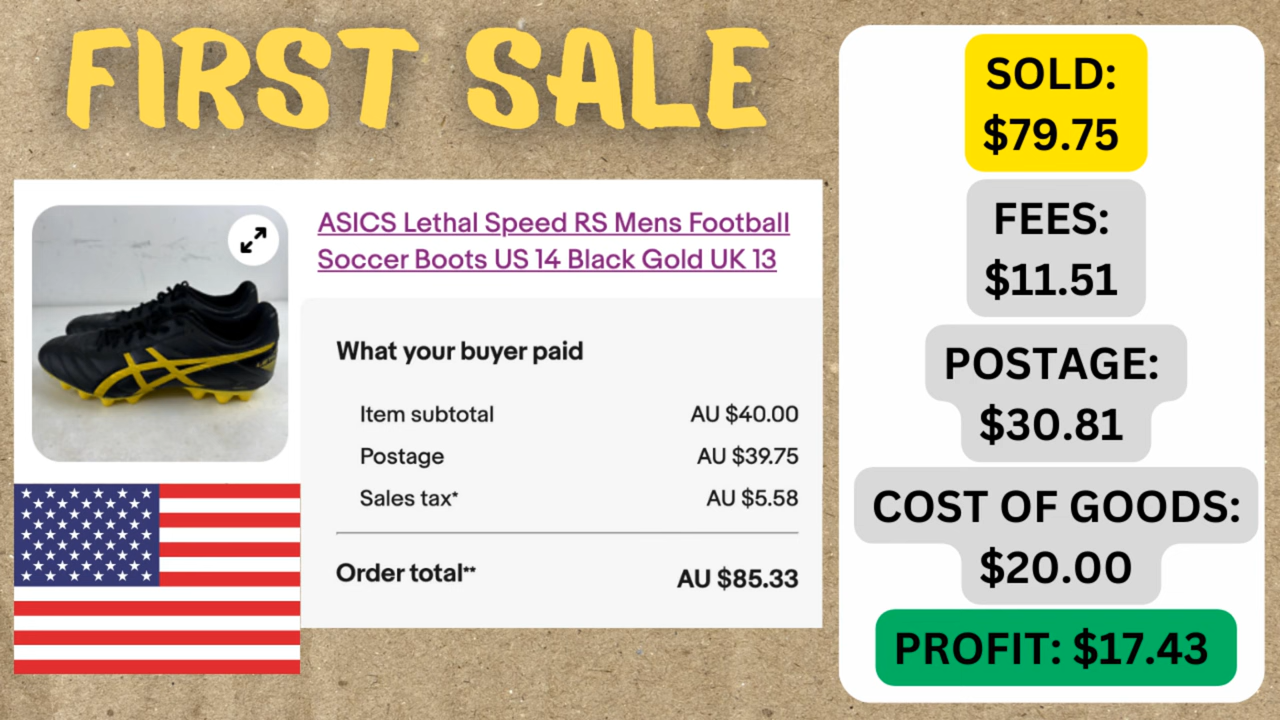 FIRST SALE
ASICS Lethal Speed RS Mens Football
Soccer Boots US 14 Black Gold UK 13
What your buyer paid
Item subtotal AU $40.00
Postage AU $39.75
Sales tax* AU $5.58
Order total** AU $85.33
SOLD:
$79.75
FEES:
$11.51
POSTAGE:
$30.81
COST OF GOODS:
$20.00
PROFIT: $17.43